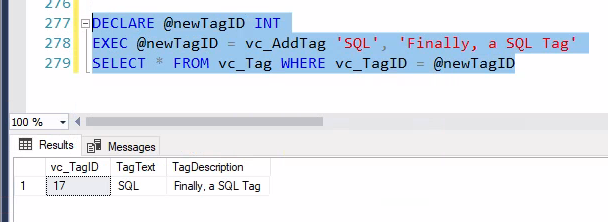 276
277 DECLARE @newTagID INT
278 EXEC @newTagID = vc_AddTag 'SQL', 'Finally, a SQL Tag'
279 SELECT * FROM vc_Tag WHERE vc_TagID = @newTagID
100 %
Results Messages
vc_TagID TagText TagDescription
1 17 SQL Finally, a SQL Tag